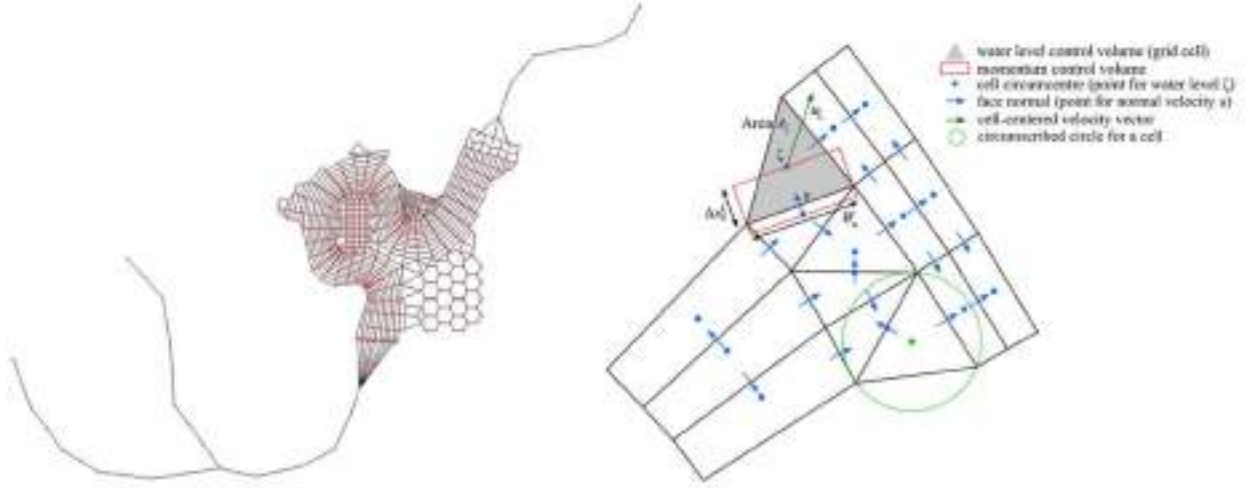 water level control volume (grid cell)
momentum control volume
cell circumcentre (point for water level ζ)
face normal (point for normal velocity u)
cell-centered velocity vector
circumscribed circle for a cell
Area